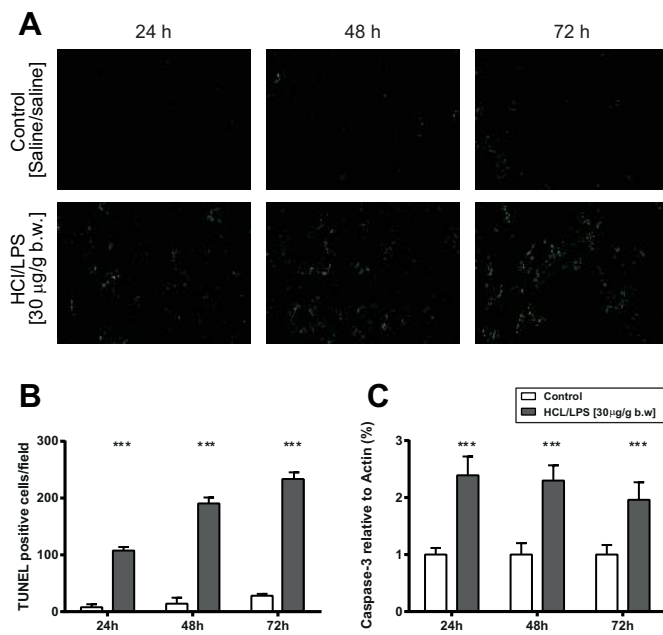 A
24 h 48 h 72 h
Control
[Saline/saline]
HCl/LPS
[30 µg/g b.w.]
B
TUNEL positive cells/field
300
200
100
0
*** *** ***
24h 48h 72h
C
Control
HCL/LPS [30µg/g b.w]
Caspase-3 relative to Actin (%)
3
2
1
0
*** *** ***
24h 48h 72h